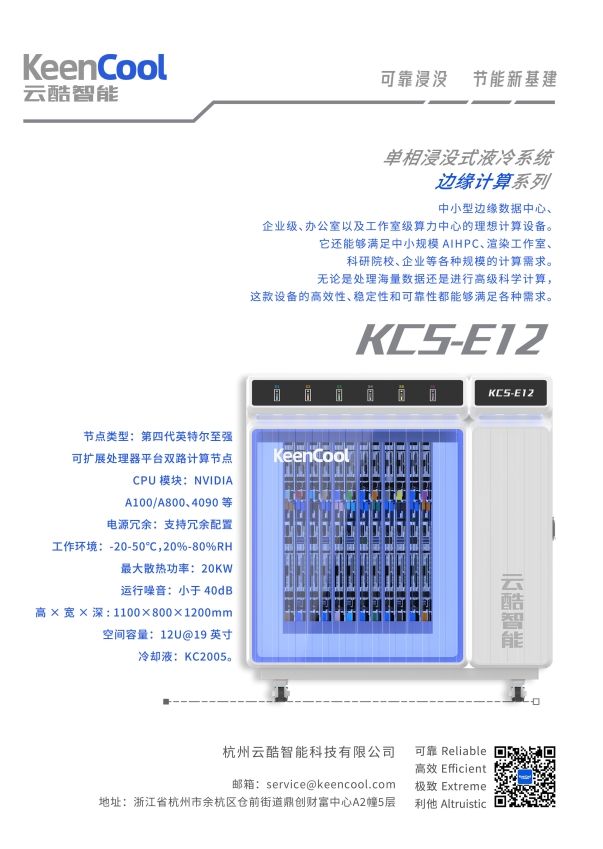 KeenCool
云酷智能
可靠浸没 节能新基建
单相浸没式液冷系统
边缘计算系列
中小型边缘数据中心、
企业级、办公室以及工作室级算力中心的理想计算设备。
它还能够满足中小规模 AIHPC、渲染工作室、
科研院校、企业等各种规模的计算需求。
无论是处理海量数据还是进行高级科学计算，
这款设备的高效性、稳定性和可靠性都能够满足各种需求。
KCS-E12
KCS-E12
KeenCool
云酷智能
节点类型：第四代英特尔至强
可扩展处理器平台双路计算节点
CPU 模块：NVIDIA
A100/A800、4090 等
电源冗余：支持冗余配置
工作环境：-20-50℃,20%-80%RH
最大散热功率：20KW
运行噪音：小于 40dB
高 × 宽 × 深：1100×800×1200mm
空间容量：12U@19 英寸
冷却液：KC2005。
杭州云酷智能科技有限公司
邮箱：service@keencool.com
地址：浙江省杭州市余杭区仓前街道鼎创财富中心A2幢5层
可靠 Reliable
高效 Efficient
极致 Extreme
利他 Altruistic